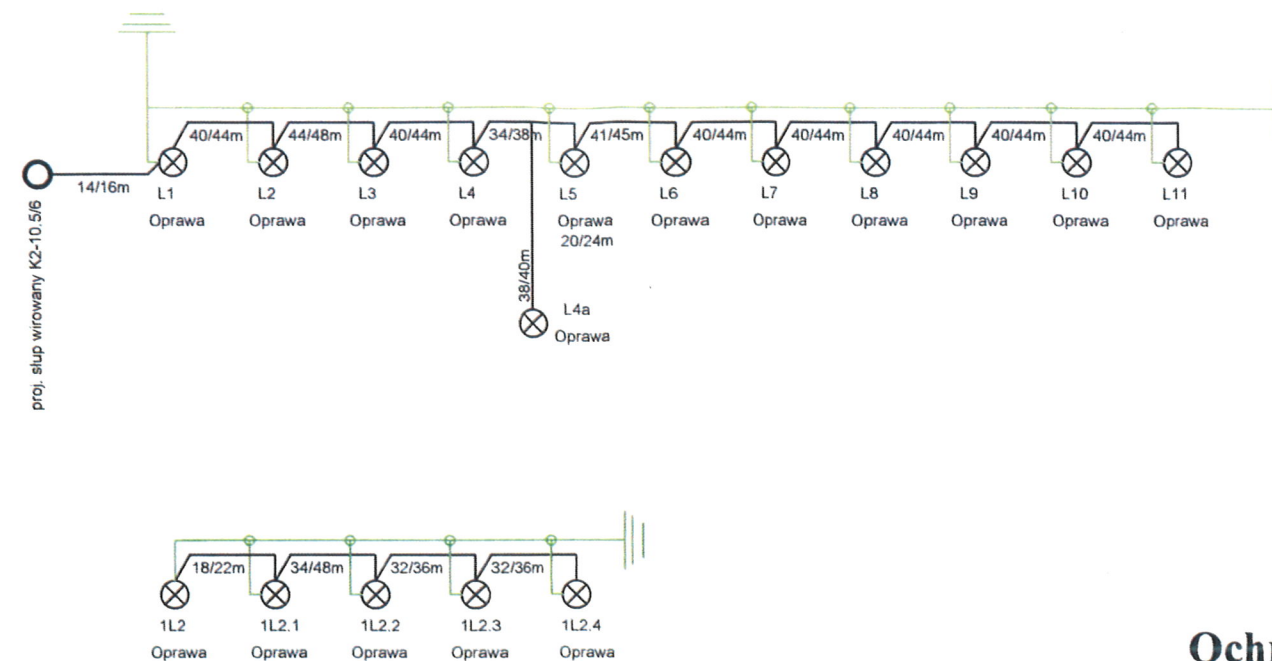 40/44m 44/48m 40/44m 34/38m 41/45m 40/44m 40/44m 40/44m 40/44m 40/44m
14/16m
L1 L2 L3 L4 L5 L6 L7 L8 L9 L10 L11
Oprawa Oprawa Oprawa Oprawa Oprawa Oprawa Oprawa Oprawa Oprawa Oprawa Oprawa
20/24m
proj. słup wirowany K2-10.5/6
38/40m
L4a
Oprawa
18/22m 34/48m 32/36m 32/36m
1L2 1L2.1 1L2.2 1L2.3 1L2.4
Oprawa Oprawa Oprawa Oprawa Oprawa